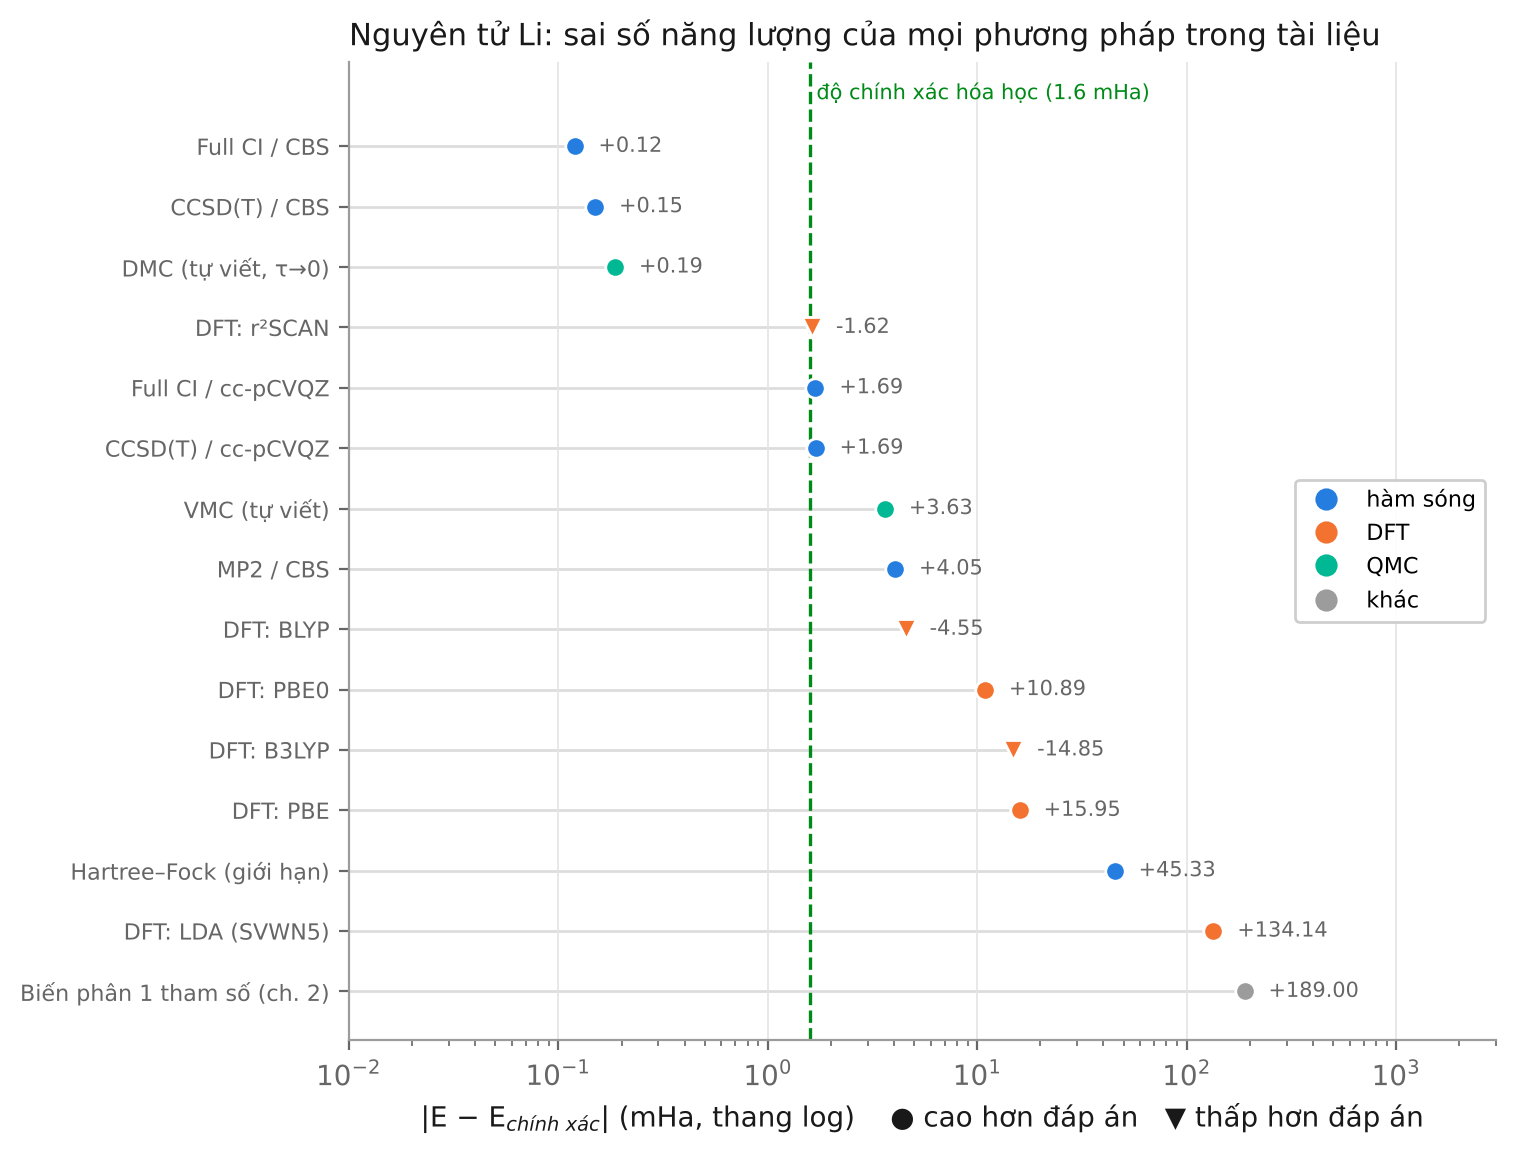 Nguyên tử Li: sai số năng lượng của mọi phương pháp trong tài liệu
độ chính xác hóa học (1.6 mHa)
Full CI / CBS +0.12
CCSD(T) / CBS +0.15
DMC (tự viết, τ→0) +0.19
DFT: r²SCAN -1.62
Full CI / cc-pCVQZ +1.69
CCSD(T) / cc-pCVQZ +1.69
VMC (tự viết) +3.63
MP2 / CBS +4.05
DFT: BLYP -4.55
DFT: PBE0 +10.89
DFT: B3LYP -14.85
DFT: PBE +15.95
Hartree–Fock (giới hạn) +45.33
DFT: LDA (SVWN5) +134.14
Biến phân 1 tham số (ch. 2) +189.00
hàm sóng
DFT
QMC
khác
10⁻² 10⁻¹ 10⁰ 10¹ 10² 10³
|E − E_chính xác| (mHa, thang log) ● cao hơn đáp án ▼ thấp hơn đáp án